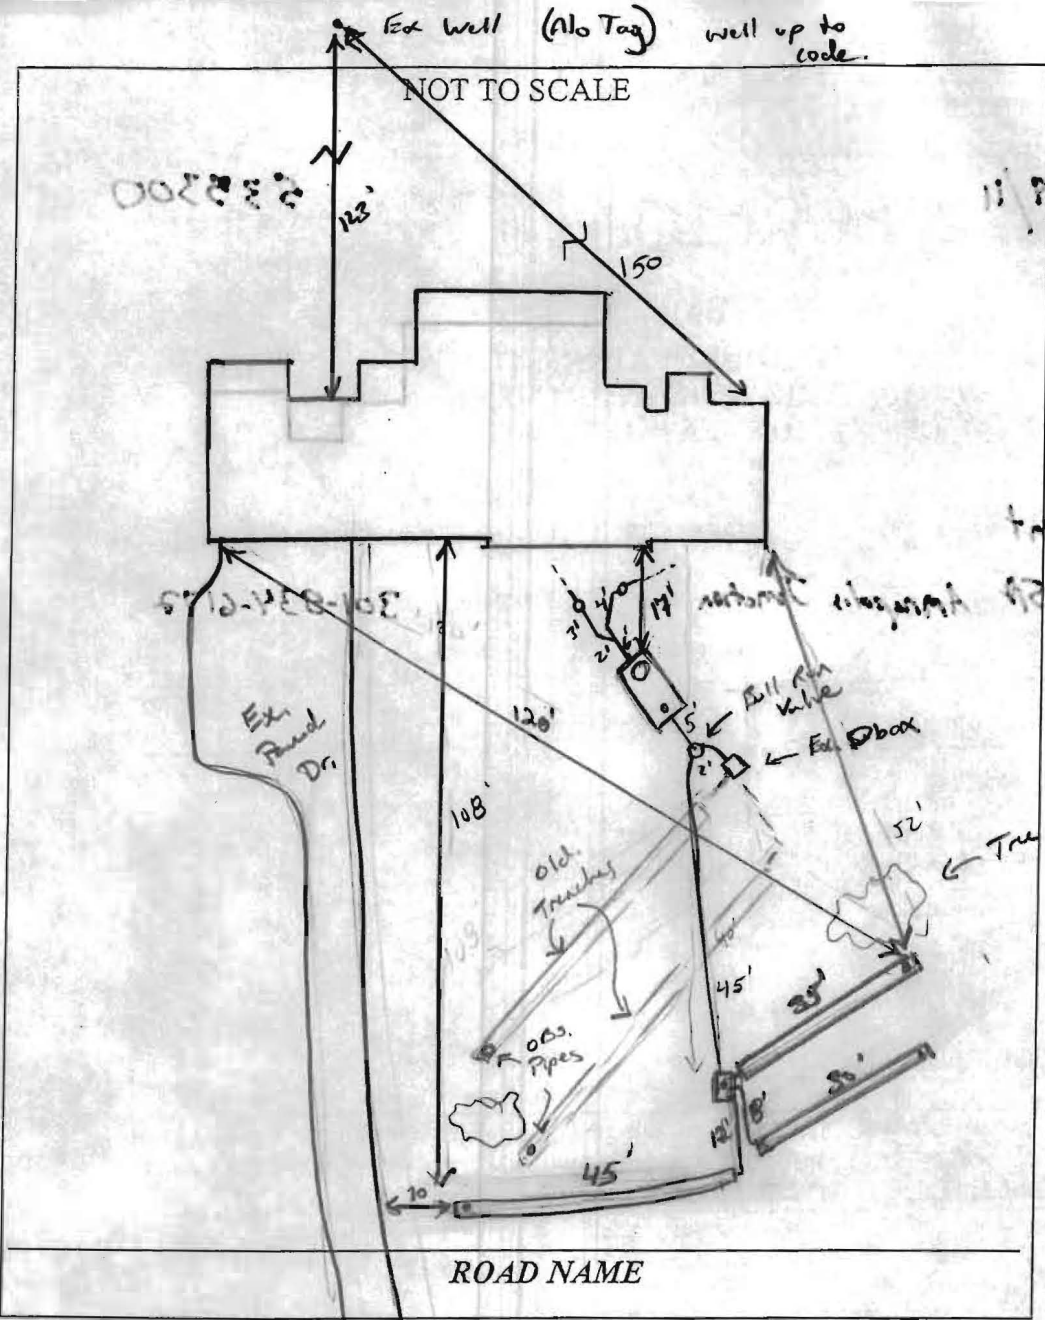 Ex Well (No Tag) well up to
code.
NOT TO SCALE
123'
150
17'
4'
3'
2'
5'
Bull Run
Valve
Ex. Dbox
2'
Ex.
Paved
Dr.
120'
108'
52'
Tree
Old
Trenches
45'
35'
OBS.
Pipes
30'
8'
12'
45'
10
ROAD NAME